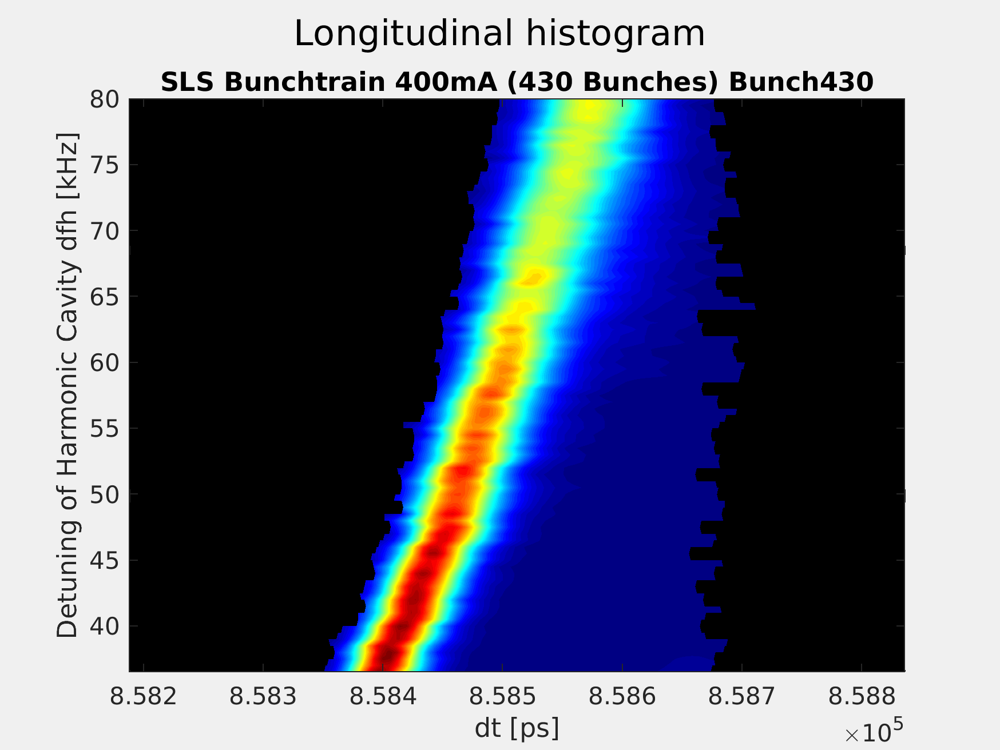 Longitudinal histogram
SLS Bunchtrain 400mA (430 Bunches) Bunch430
Detuning of Harmonic Cavity dfh [kHz]
80
75
70
65
60
55
50
45
40
8.582 8.583 8.584 8.585 8.586 8.587 8.588
dt [ps]
×10⁵